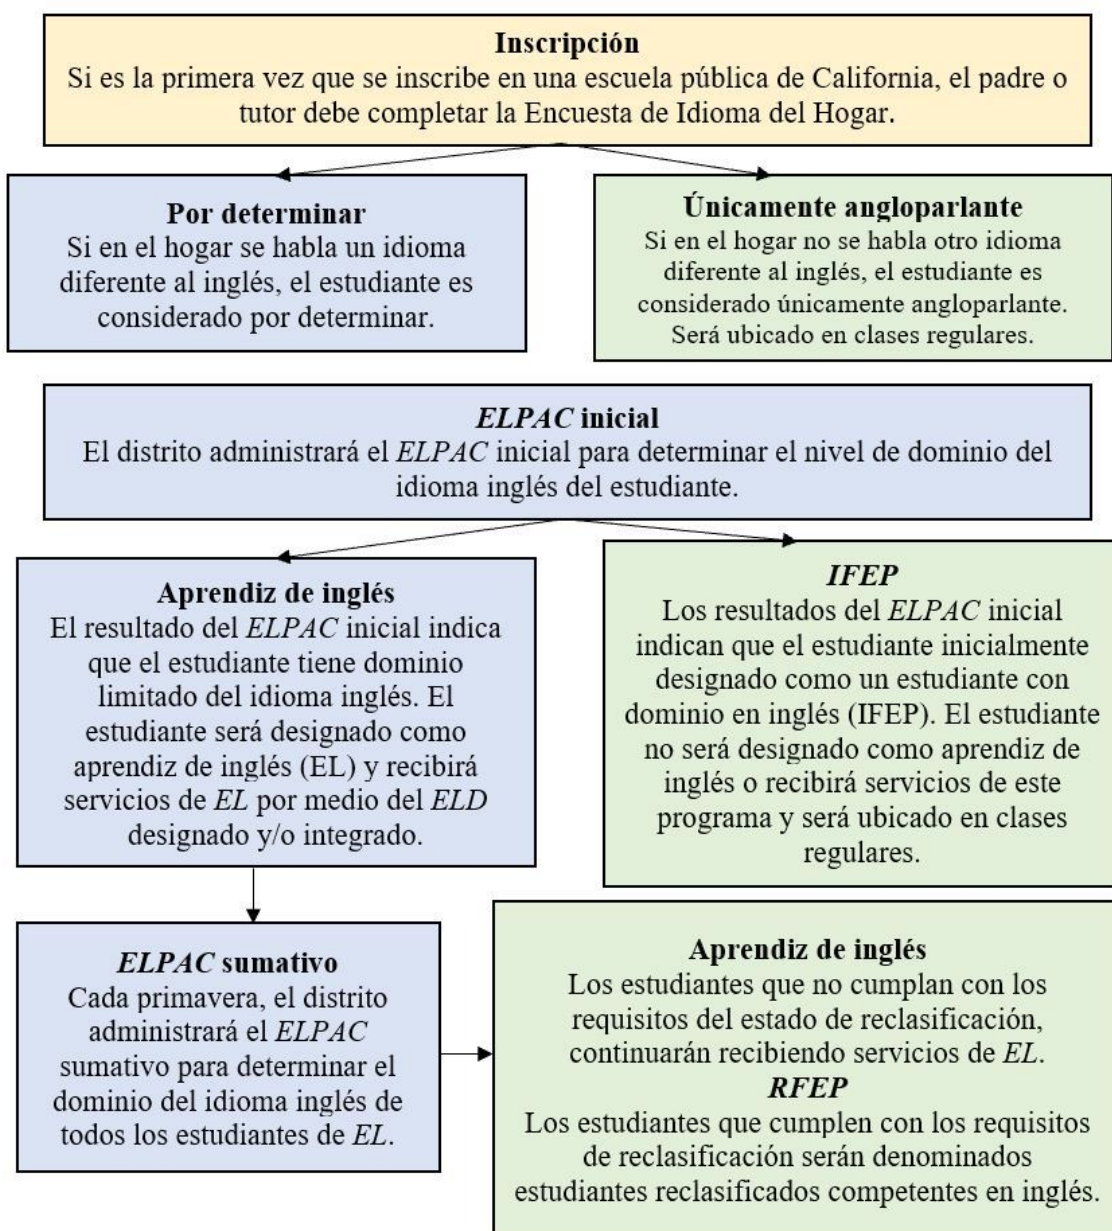 Inscripción
Si es la primera vez que se inscribe en una escuela pública de California, el padre o
tutor debe completar la Encuesta de Idioma del Hogar.
Por determinar
Si en el hogar se habla un idioma
diferente al inglés, el estudiante es
considerado por determinar.
Únicamente angloparlante
Si en el hogar no se habla otro idioma
diferente al inglés, el estudiante es
considerado únicamente angloparlante.
Será ubicado en clases regulares.
ELPAC inicial
El distrito administrará el ELPAC inicial para determinar el nivel de dominio del
idioma inglés del estudiante.
Aprendiz de inglés
El resultado del ELPAC inicial indica
que el estudiante tiene dominio
limitado del idioma inglés. El
estudiante será designado como
aprendiz de inglés (EL) y recibirá
servicios de EL por medio del ELD
designado y/o integrado.
IFEP
Los resultados del ELPAC inicial
indican que el estudiante inicialmente
designado como un estudiante con
dominio en inglés (IFEP). El estudiante
no será designado como aprendiz de
inglés o recibirá servicios de este
programa y será ubicado en clases
regulares.
ELPAC sumativo
Cada primavera, el distrito
administrará el ELPAC
sumativo para determinar el
dominio del idioma inglés de
todos los estudiantes de EL.
Aprendiz de inglés
Los estudiantes que no cumplan con los
requisitos del estado de reclasificación,
continuarán recibiendo servicios de EL.
RFEP
Los estudiantes que cumplen con los requisitos
de reclasificación serán denominados
estudiantes reclasificados competentes en inglés.